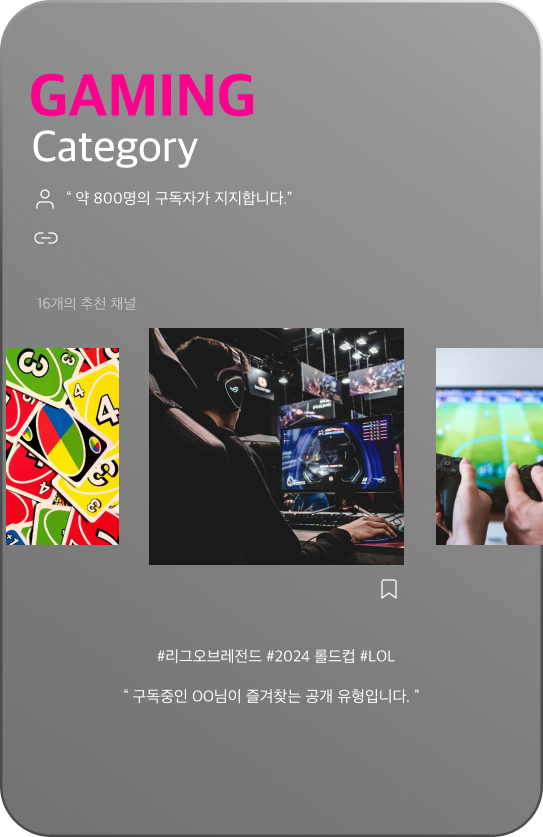 GAMING
Category
“ 약 800명의 구독자가 지지합니다.”
16개의 추천 채널
#리그오브레전드 #2024 롤드컵 #LOL
“ 구독중인 OO님이 즐겨찾는 공개 유형입니다. ”